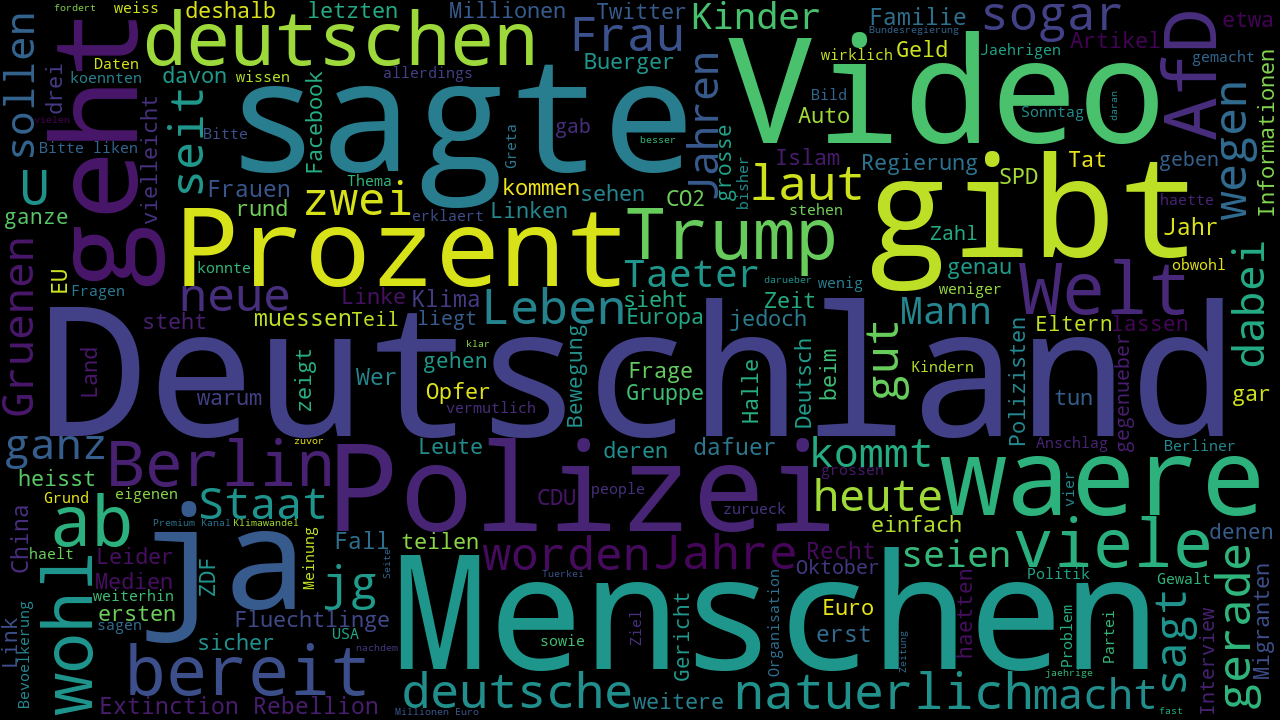 fordert
weiss
deshalb
letzten
Millionen
Twitter
Kinder
Familie
sogar
etwa
deutschen
Frau
Bundesregierung
Artikel
AfD
sollen
geht
Video
wirklich
Geld
Jaehrigen
gemacht
Daten
koennten
drei
davon
wissen
allerdings
Buerger
Jahren
Bild
Auto
Sonntag
daran
Informationen
wegen
vielen
vielleicht
seit
Bitte
Facebook
sagte
gab
Greta
besser
grosse
bisher
Bitte liken
U
ganze
Frauen
rund
Thema
zwei
erklaert
kommen
Linken
sehen
CO2
Islam
laut
stehen
Regierung
gibt
SPD
Tat
geben
haette
Jahr
Zahl
Gruenen
EU
Fragen
konnte
Prozent
Trump
Taeter
darueber
wenig
genau
weniger
obwohl
dabei
neue
Linke
Klima
Leben
sieht
Zeit
Mann
Welt
steht
muessen
Teil
liegt
Europa
jedoch
Eltern
lassen
Deutschland
Land
warum
zeigt
Wer
gehen
klar
Opfer
vermutlich
Bewegung
Frage
Gruppe
Halle
Deutsch
beim
gut
Kindern
Polizisten
tun
gegenueber
gar
ganz
heisst
Berlin
zuvor
Leute
deren
dafuer
kommt
grossen
Anschlag
Berliner
Grund
eigenen
Staat
Polizei
CDU
people
zurueck
heute
waere
vier
China
ab
Premium Kanal
Klimawandel
einfach
denen
haelt
Leider
ja
Meinung
Fall
teilen
Seite
worden
Jahre
Recht
Oktober
seien
viele
Medien
weiterhin
ZDF
jg
Tuerkei
Politik
Gewalt
wohl
ersten
sagen
Fluechtlinge
Menschen
Euro
haetten
Link
Bevoelkerung
sicher
USA
nachdem
sowie
Ziel
Gericht
Organisation
erst
Zeitung
Problem
Partei
sagt
Interview
gerade
Migranten
bereit
jaehrige
Extinction Rebellion
Millionen Euro
deutsche
weitere
natuerlich
macht
fast